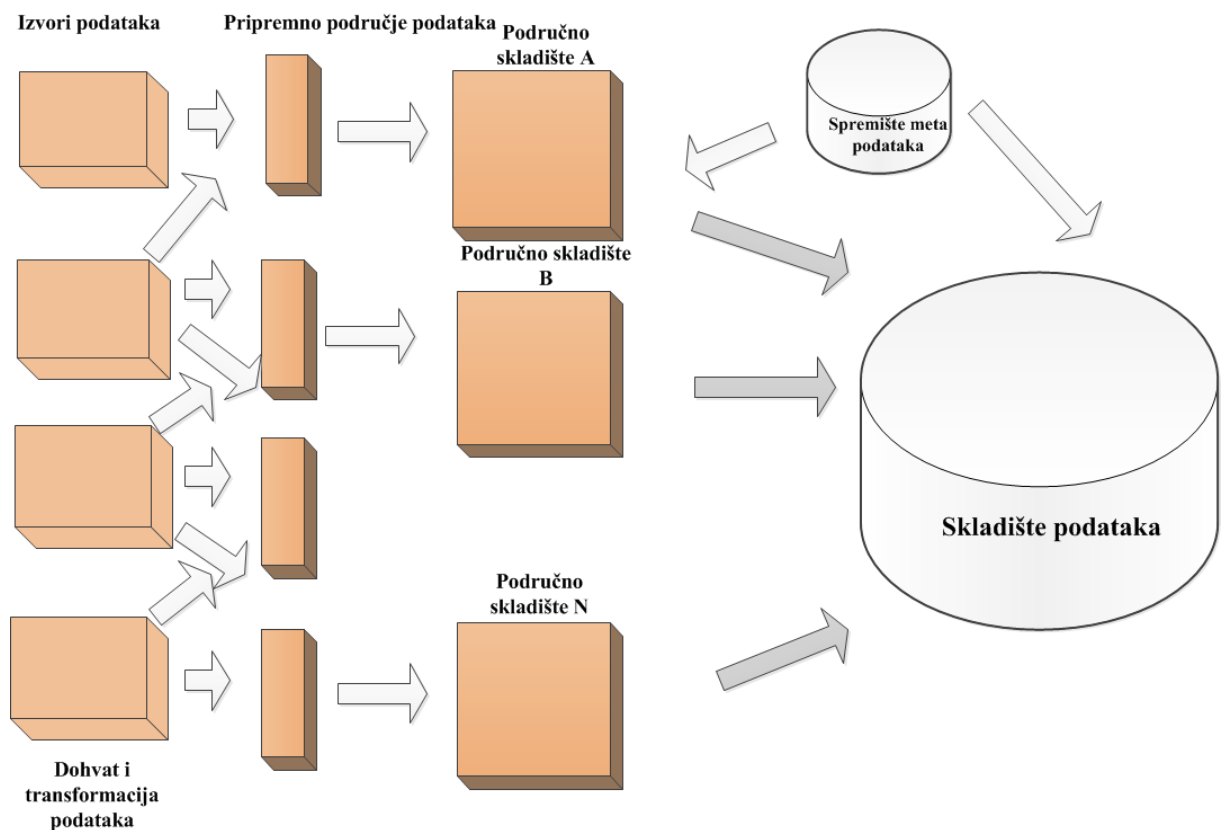 Izvori podataka
Pripremno područje podataka
Područno
skladište A
Spremište meta
podataka
Područno skladište
B
Skladište podataka
Područno
skladište N
Dohvat i
transformacija
podataka